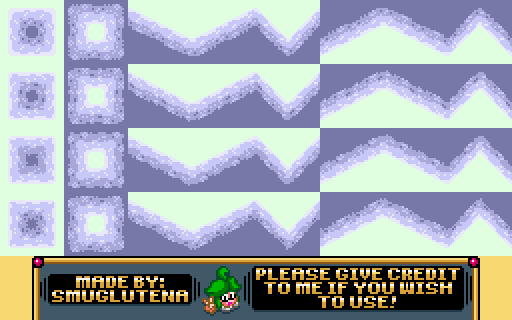 MADE BY:
SMUGLUTENA
PLEASE GIVE CREDIT
TO ME IF YOU WISH
TO USE!